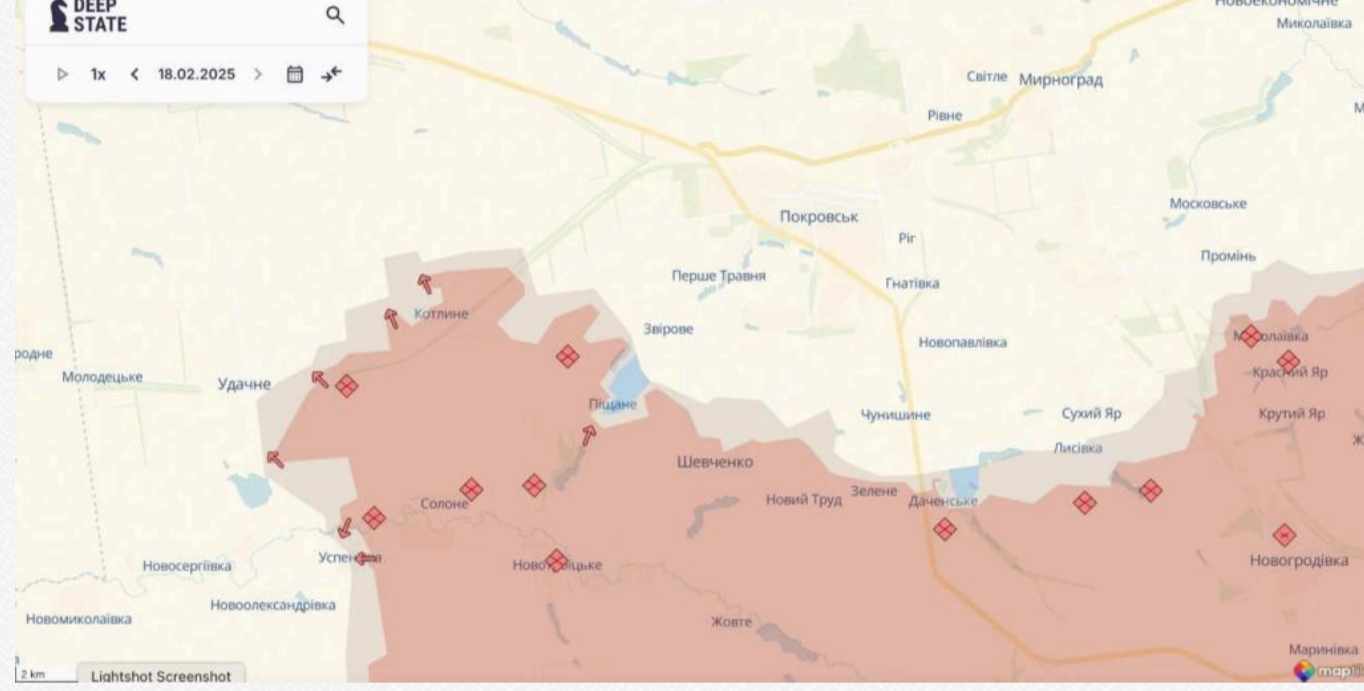 DEEP
STATE
1x
18.02.2025
Новоекономічне
Миколаївка
Світле
Мирноград
Рівне
Московське
Покровськ
Ріг
Промінь
Перше Травня
Гнатівка
Котлине
Звірове
Новопавлівка
родне
Молодецьке
Удачне
Красний Яр
Піщане
Чунишине
Сухий Яр
Крутий Яр
Лисівка
Шевченко
Новий Труд
Зелене
Даченське
Солоне
Новосергіївка
Новогродівка
Новоолександрівка
Новомиколаївка
Жовте
Маринівка
2 km
Lightshot Screenshot